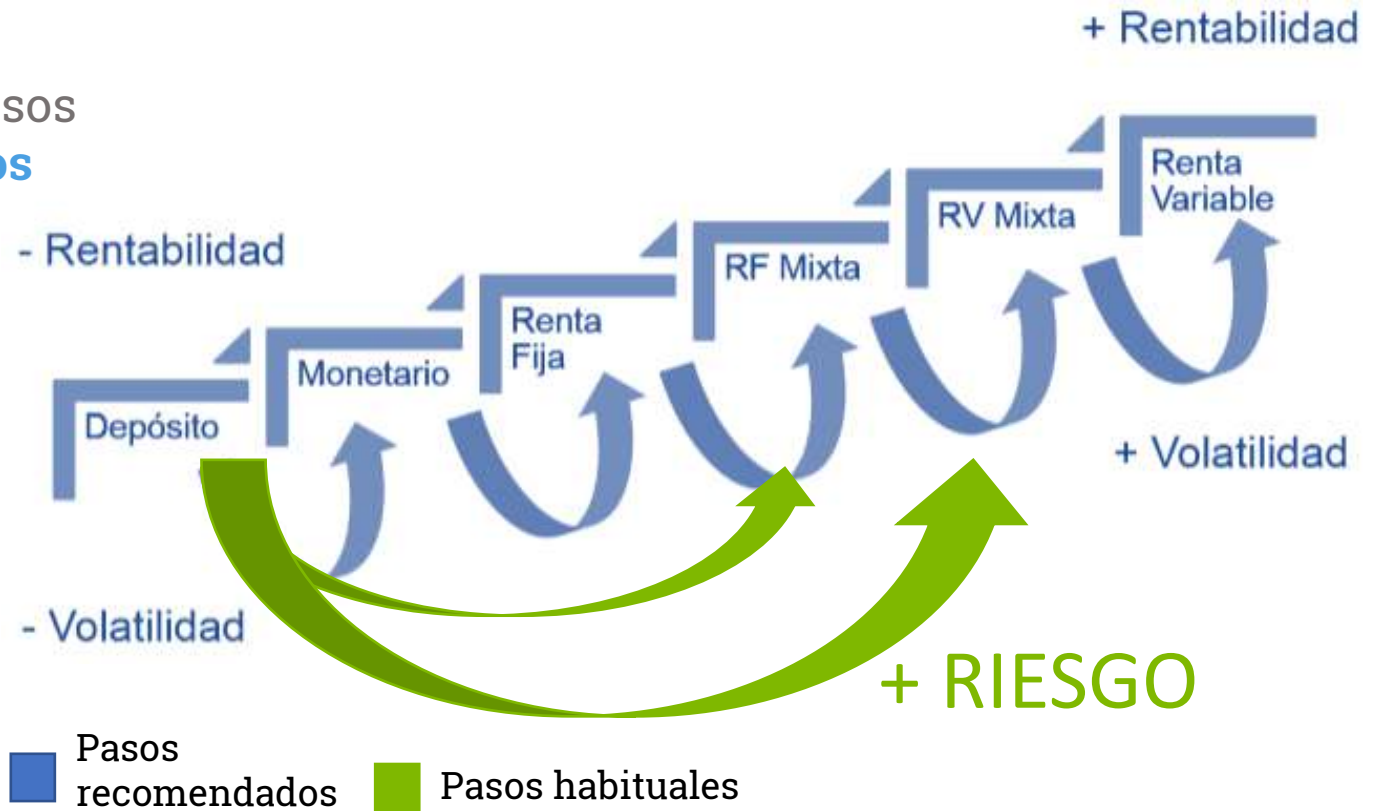 + Rentabilidad
sos
os
- Rentabilidad
Renta
Variable
RV Mixta
RF Mixta
Renta
Fija
Monetario
Depósito
+ Volatilidad
- Volatilidad
+ RIESGO
Pasos
recomendados
Pasos habituales